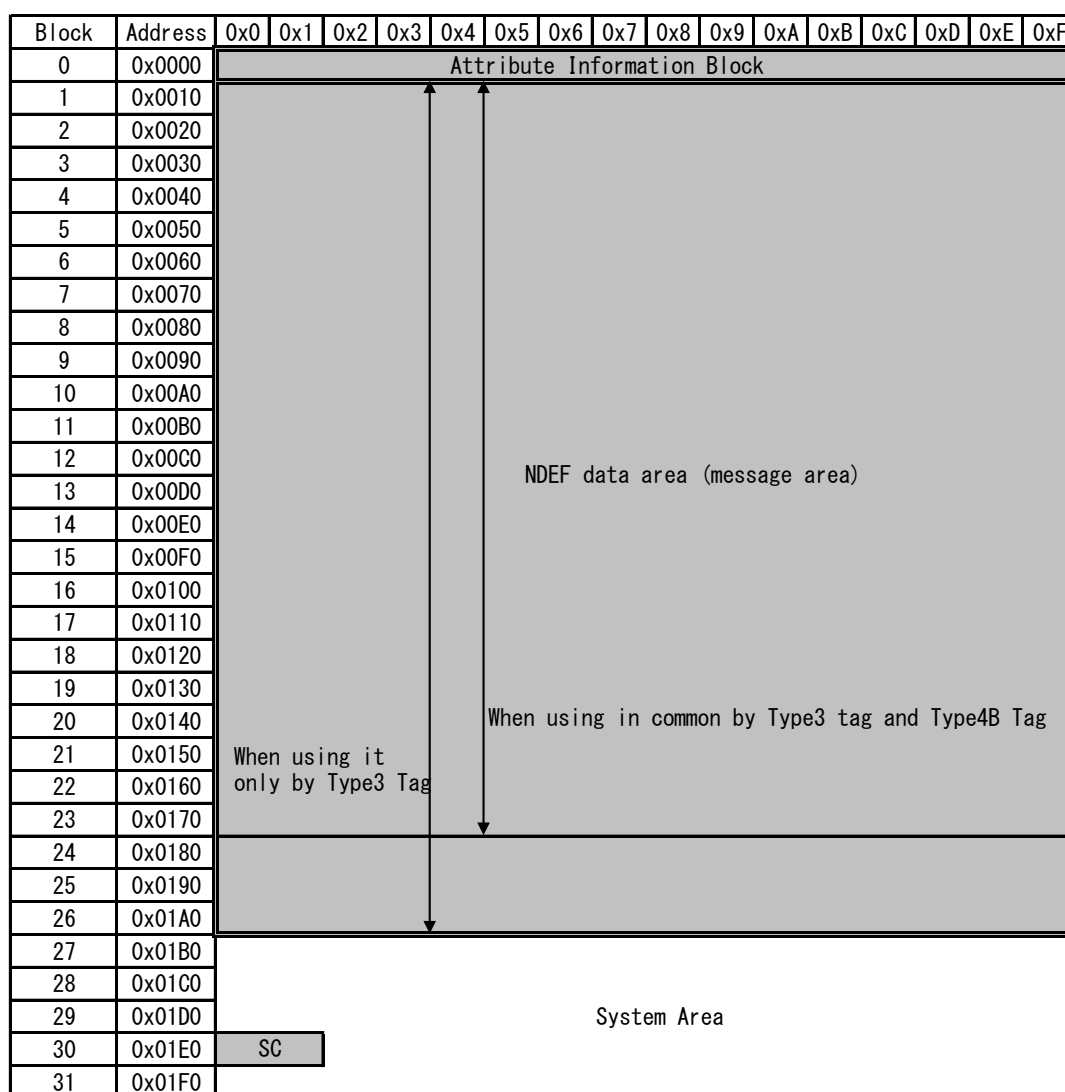 Block Address 0x0 0x1 0x2 0x3 0x4 0x5 0x6 0x7 0x8 0x9 0xA 0xB 0xC 0xD 0xE 0xF
0 0x0000 Attribute Information Block
1 0x0010
2 0x0020
3 0x0030
4 0x0040
5 0x0050
6 0x0060
7 0x0070
8 0x0080
9 0x0090
10 0x00A0
11 0x00B0
12 0x00C0
NDEF data area (message area)
13 0x00D0
14 0x00E0
15 0x00F0
16 0x0100
17 0x0110
18 0x0120
19 0x0130
20 0x0140 When using in common by Type3 tag and Type4B Tag
21 0x0150 When using it
22 0x0160 only by Type3 Tag
23 0x0170
24 0x0180
25 0x0190
26 0x01A0
27 0x01B0
28 0x01C0
29 0x01D0 System Area
30 0x01E0 SC
31 0x01F0